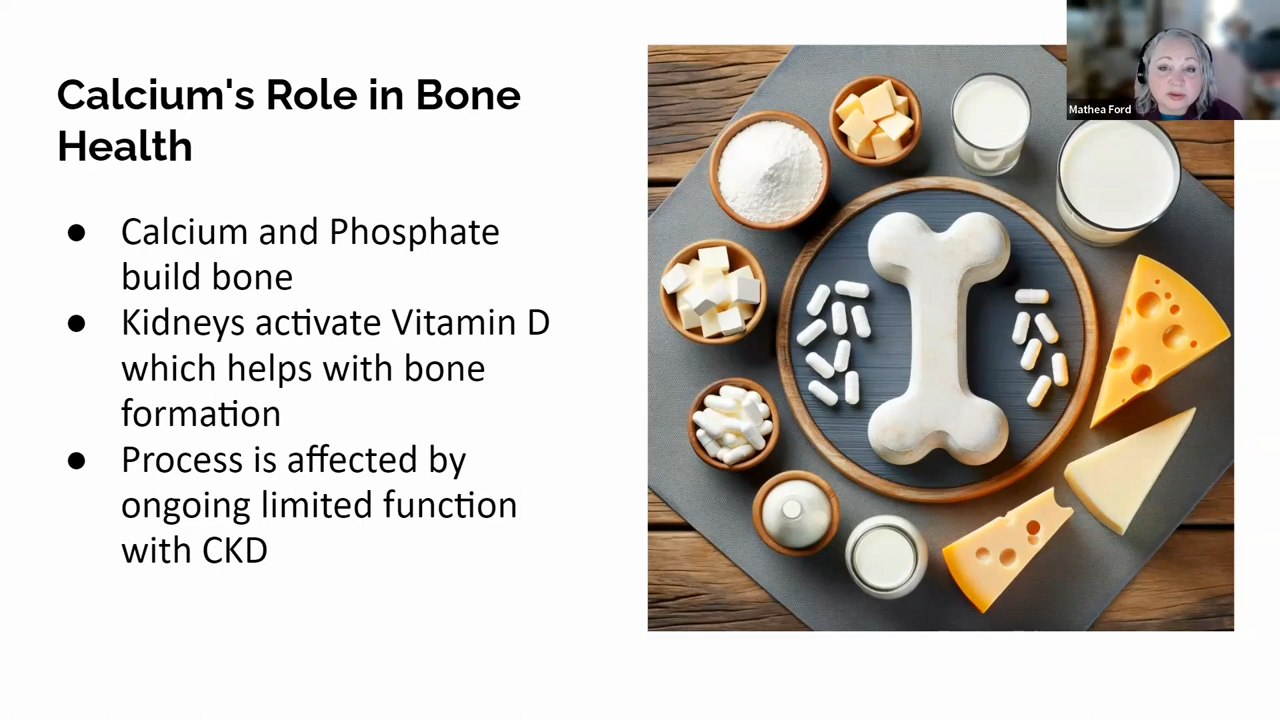 Calcium's Role in Bone
Health
● Calcium and Phosphate
build bone
● Kidneys activate Vitamin D
which helps with bone
formation
● Process is affected by
ongoing limited function
with CKD
Mathea Ford